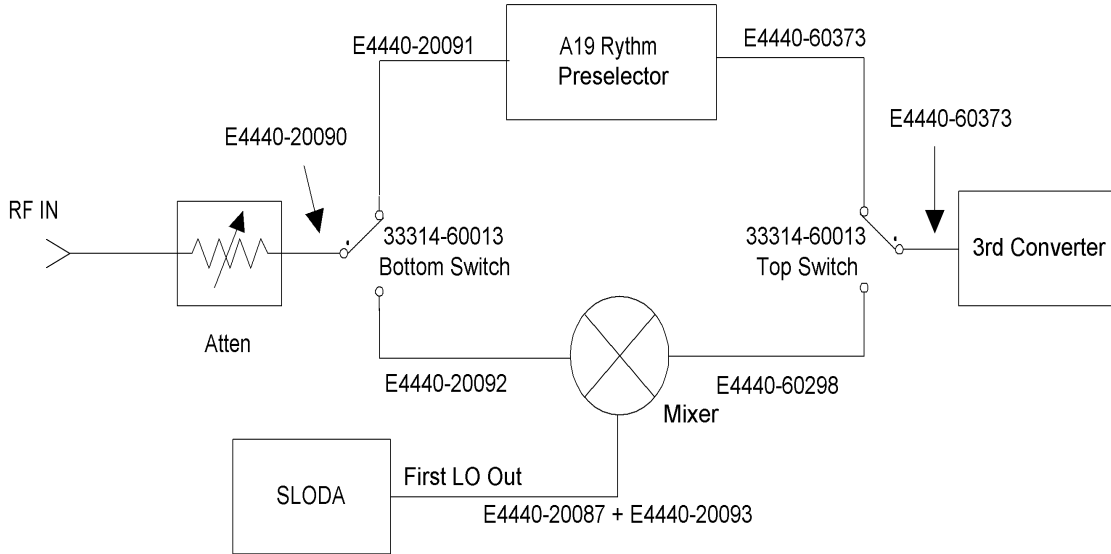 E4440-20091
A19 Rythm
Preselector
E4440-60373
E4440-20090
E4440-60373
RF IN
33314-60013
Bottom Switch
33314-60013
Top Switch
3rd Converter
Atten
E4440-20092
E4440-60298
Mixer
SLODA
First LO Out
E4440-20087 + E4440-20093